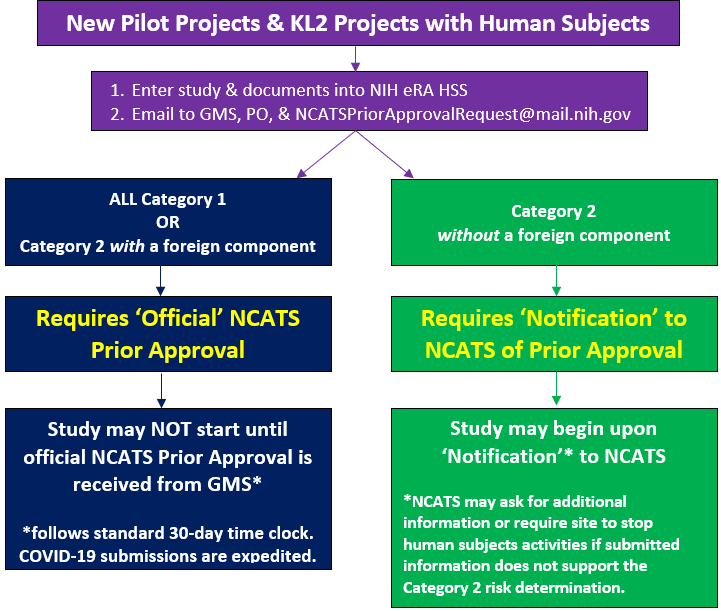 New Pilot Projects & KL2 Projects with Human Subjects
1. Enter study & documents into NIH eRA HSS
2. Email to GMS, PO, & NCATSPriorApprovalRequest@mail.nih.gov
ALL Category 1
OR
Category 2 with a foreign component
Requires ‘Official’ NCATS
Prior Approval
Study may NOT start until
official NCATS Prior Approval is
received from GMS*
*follows standard 30-day time clock.
COVID-19 submissions are expedited.
Category 2
without a foreign component
Requires ‘Notification’ to
NCATS of Prior Approval
Study may begin upon
‘Notification’* to NCATS
*NCATS may ask for additional
information or require site to stop
human subjects activities if submitted
information does not support the
Category 2 risk determination.